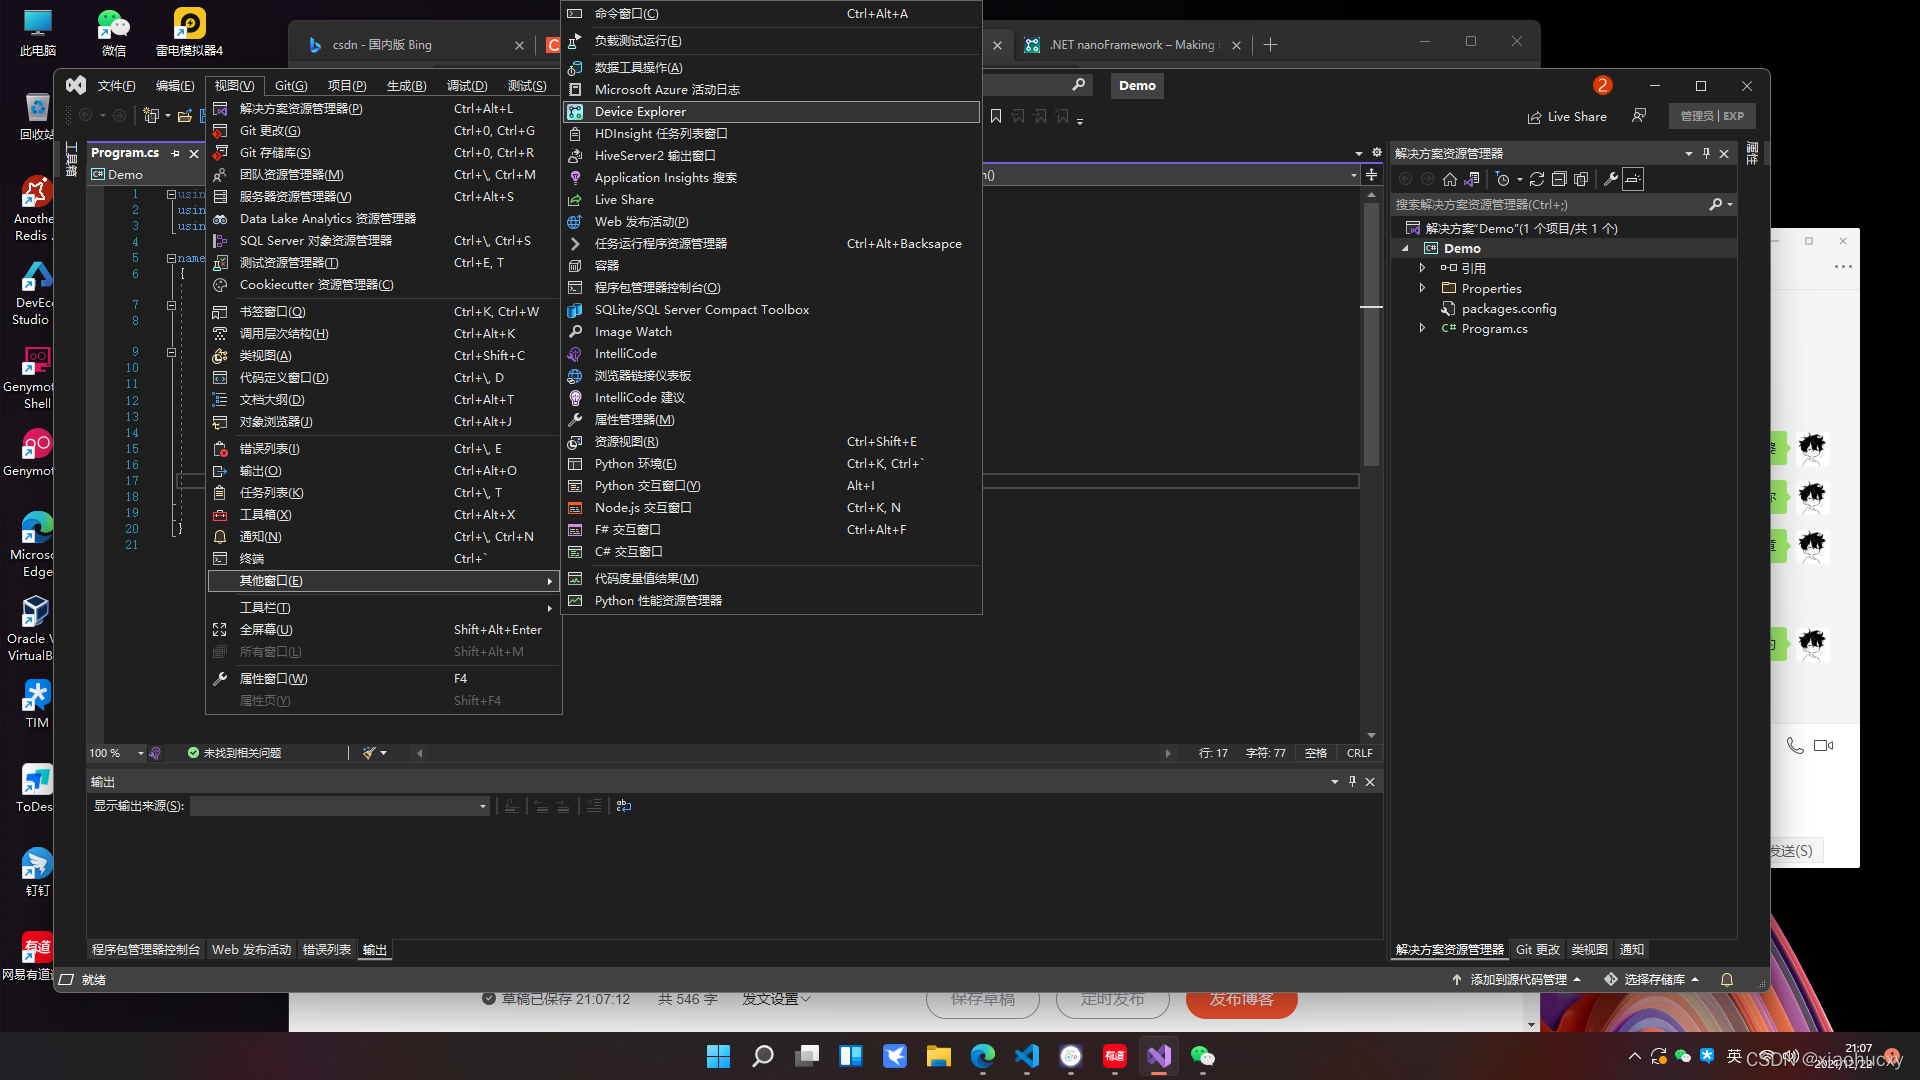 此电脑
微信
雷电模拟器4
回收站
Anothe
Redis
DevEco
Studio
Genymot
Shell
Genymot
Microso
Edge
Oracle V
VirtualB
TIM
ToDes
钉钉
有道
网易有道
csdn - 国内版 Bing
.NET nanoFramework – Making i
文件(F)
编辑(E)
视图(V)
Git(G)
项目(P)
生成(B)
调试(D)
测试(S)
Demo
2
Live Share
管理员 | EXP
工具箱
Program.cs
Demo
1
2
3
4
5
6
7
8
9
10
11
12
13
14
15
16
17
18
19
20
21
usin
usin
usin
name
{
}
解决方案资源管理器(P) Ctrl+Alt+L
Git 更改(G) Ctrl+0, Ctrl+G
Git 存储库(S) Ctrl+0, Ctrl+R
团队资源管理器(M) Ctrl+\, Ctrl+M
服务器资源管理器(V) Ctrl+Alt+S
Data Lake Analytics 资源管理器
SQL Server 对象资源管理器 Ctrl+\, Ctrl+S
测试资源管理器(T) Ctrl+E, T
Cookiecutter 资源管理器(C)
书签窗口(Q) Ctrl+K, Ctrl+W
调用层次结构(H) Ctrl+Alt+K
类视图(A) Ctrl+Shift+C
代码定义窗口(D) Ctrl+\, D
文档大纲(D) Ctrl+Alt+T
对象浏览器(J) Ctrl+Alt+J
错误列表(I) Ctrl+\, E
输出(O) Ctrl+Alt+O
任务列表(K) Ctrl+\, T
工具箱(X) Ctrl+Alt+X
通知(N) Ctrl+\, Ctrl+N
终端 Ctrl+`
其他窗口(E)
工具栏(T)
全屏幕(U) Shift+Alt+Enter
所有窗口(L) Shift+Alt+M
属性窗口(W) F4
属性页(Y) Shift+F4
命令窗口(C) Ctrl+Alt+A
负载测试运行(E)
数据工具操作(A)
Microsoft Azure 活动日志
Device Explorer
HDInsight 任务列表窗口
HiveServer2 输出窗口
Application Insights 搜索
Live Share
Web 发布活动(P)
任务运行程序资源管理器 Ctrl+Alt+Backsapce
容器
程序包管理器控制台(O)
SQLite/SQL Server Compact Toolbox
Image Watch
IntelliCode
浏览器链接仪表板
IntelliCode 建议
属性管理器(M)
资源视图(R) Ctrl+Shift+E
Python 环境(E) Ctrl+K, Ctrl+`
Python 交互窗口(Y) Alt+I
Node.js 交互窗口 Ctrl+K, N
F# 交互窗口 Ctrl+Alt+F
C# 交互窗口
代码度量值结果(M)
Python 性能资源管理器
n()
解决方案资源管理器
属性
搜索解决方案资源管理器(Ctrl+;)
解决方案"Demo"(1 个项目/共 1 个)
Demo
引用
Properties
packages.config
C# Program.cs
100 %
未找到相关问题
行: 17
字符: 77
空格
CRLF
输出
显示输出来源(S):
程序包管理器控制台
Web 发布活动
错误列表
输出
解决方案资源管理器
Git 更改
类视图
通知
就绪
添加到源代码管理
选择存储库
发送(S)
草稿已保存 21:07:12
共 546 字
发文设置
保存草稿
定时发布
发布博客
有道
英
21:07
2021/12/22
CSDN @xiaohucxy